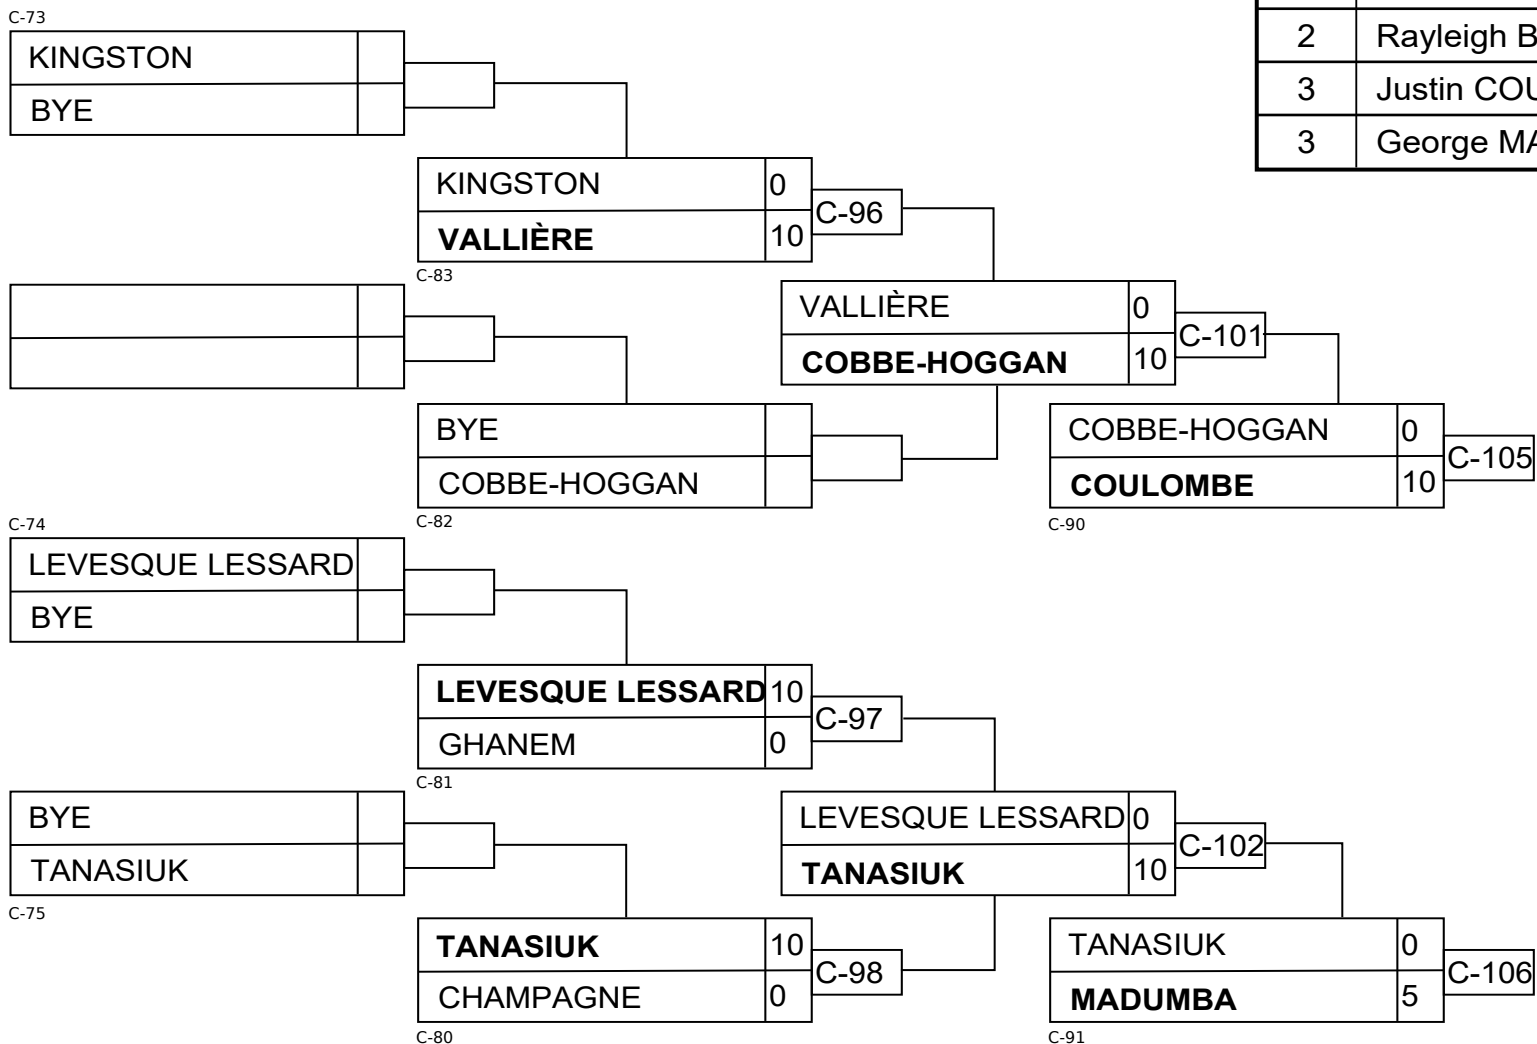 C-73
KINGSTON
BYE
2 Rayleigh B
3 Justin COU
3 George MA
KINGSTON 0
VALLIÈRE 10
C-96
C-83
VALLIÈRE 0
COBBE-HOGGAN 10
C-101
BYE
COBBE-HOGGAN
C-82
COBBE-HOGGAN 0
COULOMBE 10
C-105
C-90
C-74
LEVESQUE LESSARD
BYE
LEVESQUE LESSARD 10
GHANEM 0
C-97
C-81
BYE
TANASIUK
C-75
LEVESQUE LESSARD 0
TANASIUK 10
C-102
TANASIUK 10
CHAMPAGNE 0
C-98
C-80
TANASIUK 0
MADUMBA 5
C-106
C-91